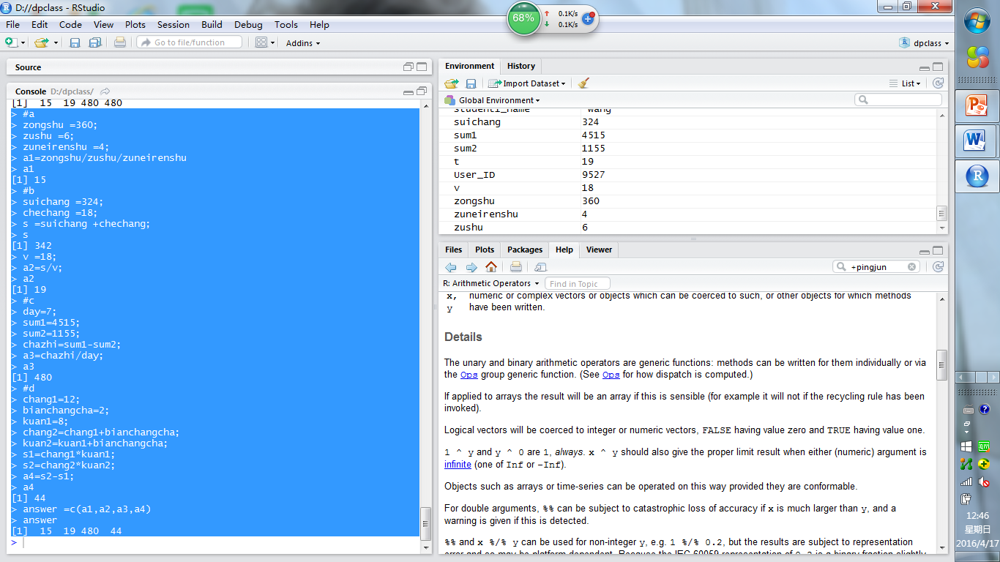 D://dpclass - RStudio
68%
0.1K/s
0.1K/s
File Edit Code View Plots Session Build Debug Tools Help
Go to file/function
Addins
dpclass
Source
Console D:/dpclass/
[1]  15  19 480 480
> #a
> zongshu =360;
> zushu =6;
> zuneirenshu =4;
> a1=zongshu/zushu/zuneirenshu
> a1
[1] 15
> #b
> suichang =324;
> chechang =18;
> s =suichang +chechang;
> s
[1] 342
> v =18;
> a2=s/v;
> a2
[1] 19
> #c
> day=7;
> sum1=4515;
> sum2=1155;
> chazhi=sum1-sum2;
> a3=chazhi/day;
> a3
[1] 480
> #d
> chang1=12;
> bianchangcha=2;
> kuan1=8;
> chang2=chang1+bianchangcha;
> kuan2=kuan1+bianchangcha;
> s1=chang1*kuan1;
> s2=chang2*kuan2;
> a4=s2-s1;
> a4
[1] 44
> answer =c(a1,a2,a3,a4)
> answer
[1]  15  19 480  44
>
Environment History
Import Dataset
List
Global Environment
student1_name "wang"
suichang 324
sum1 4515
sum2 1155
t 19
User_ID 9527
v 18
zongshu 360
zuneirenshu 4
zushu 6
Files Plots Packages Help Viewer
+pingjun
R: Arithmetic Operators Find in Topic
x, numeric or complex vectors or objects which can be coerced to such, or other objects for which methods
y have been written.
Details
The unary and binary arithmetic operators are generic functions: methods can be written for them individually or via
the Ops group generic function. (See Ops for how dispatch is computed.)
If applied to arrays the result will be an array if this is sensible (for example it will not if the recycling rule has been
invoked).
Logical vectors will be coerced to integer or numeric vectors, FALSE having value zero and TRUE having value one.
1 ^ y and y ^ 0 are 1, always. x ^ y should also give the proper limit result when either (numeric) argument is
infinite (one of Inf or -Inf).
Objects such as arrays or time-series can be operated on this way provided they are conformable.
For double arguments, %% can be subject to catastrophic loss of accuracy if x is much larger than y, and a
warning is given if this is detected.
%% and x %/% y can be used for non-integer y, e.g. 1 %/% 0.2, but the results are subject to representation
error and so may be platform-dependent. Because the IEC 60059 representation of 0.2 is a binary fraction slightly
12:46
星期日
2016/4/17